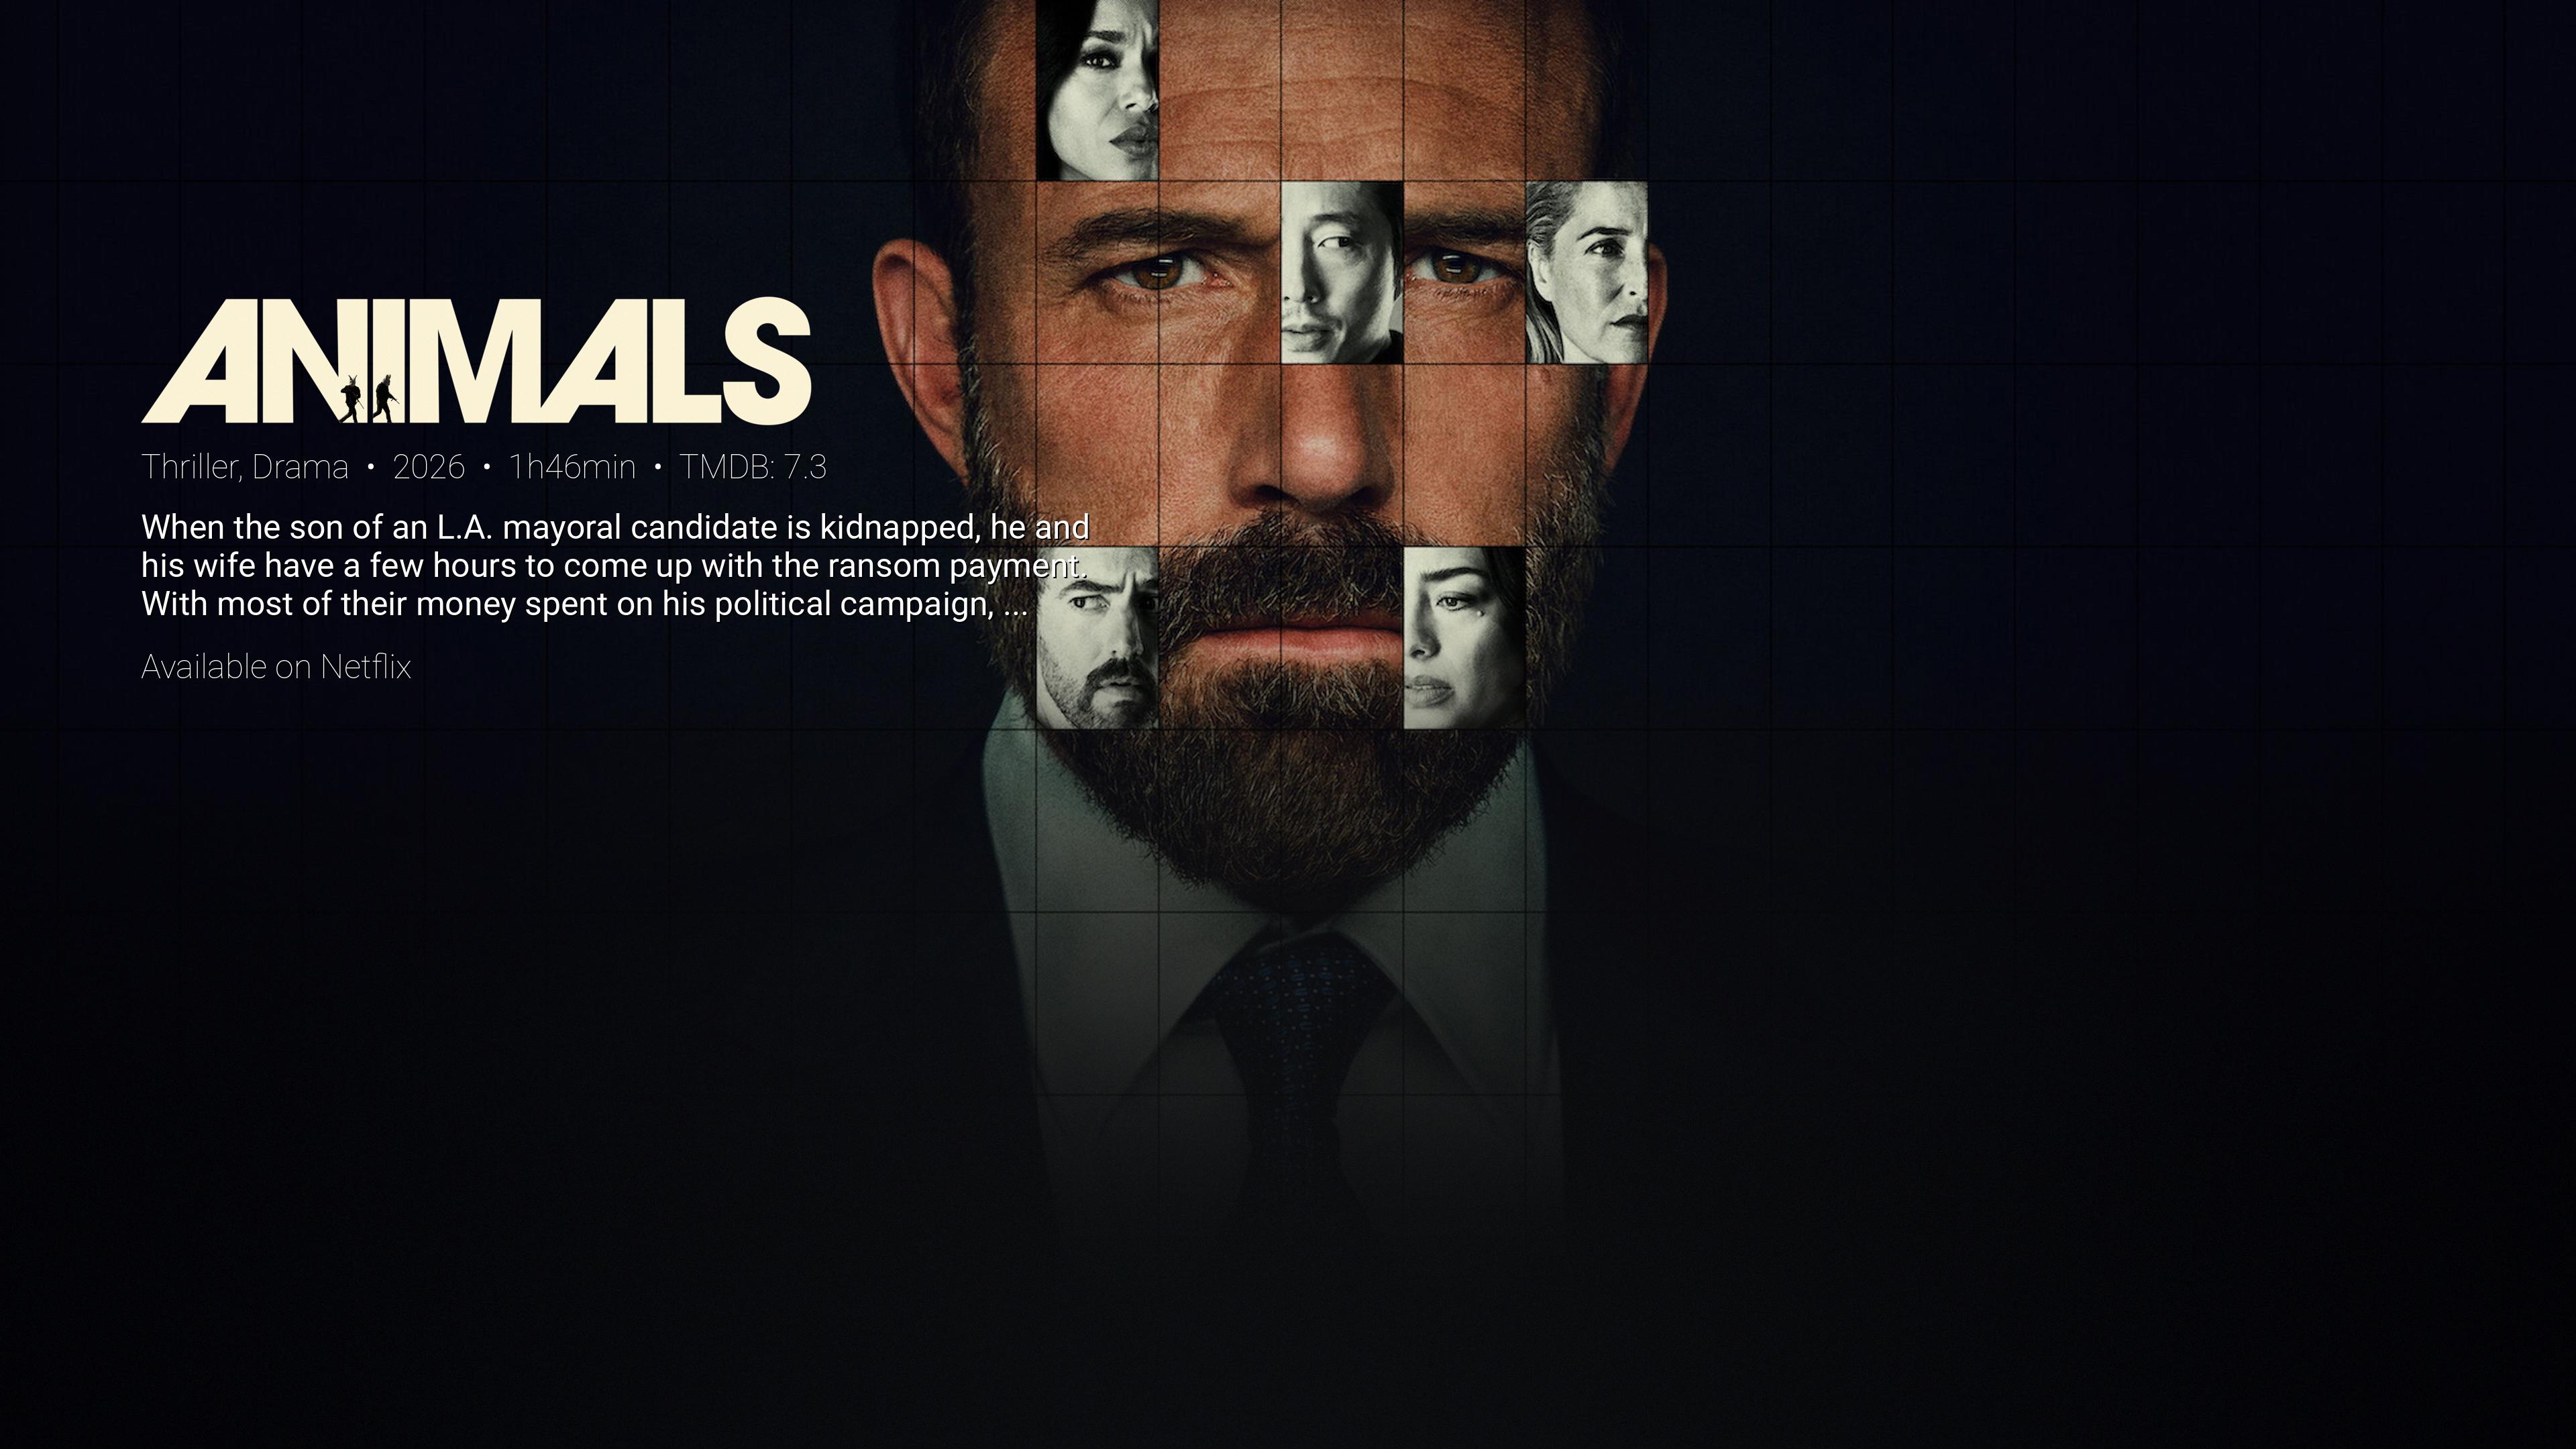 ANIMALS
Thriller, Drama • 2026 • 1h46min • TMDB: 7.3
When the son of an L.A. mayoral candidate is kidnapped, he and
his wife have a few hours to come up with the ransom payment.
With most of their money spent on his political campaign, ...
Available on Netflix